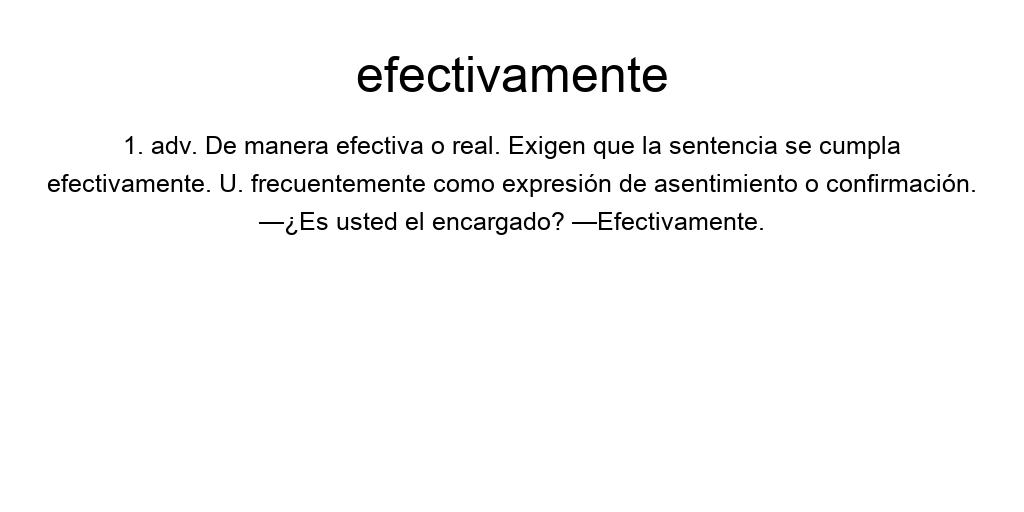 efectivamente
1. adv. De manera efectiva o real. Exigen que la sentencia se cumpla
efectivamente. U. frecuentemente como expresión de asentimiento o confirmación.
—¿Es usted el encargado? —Efectivamente.